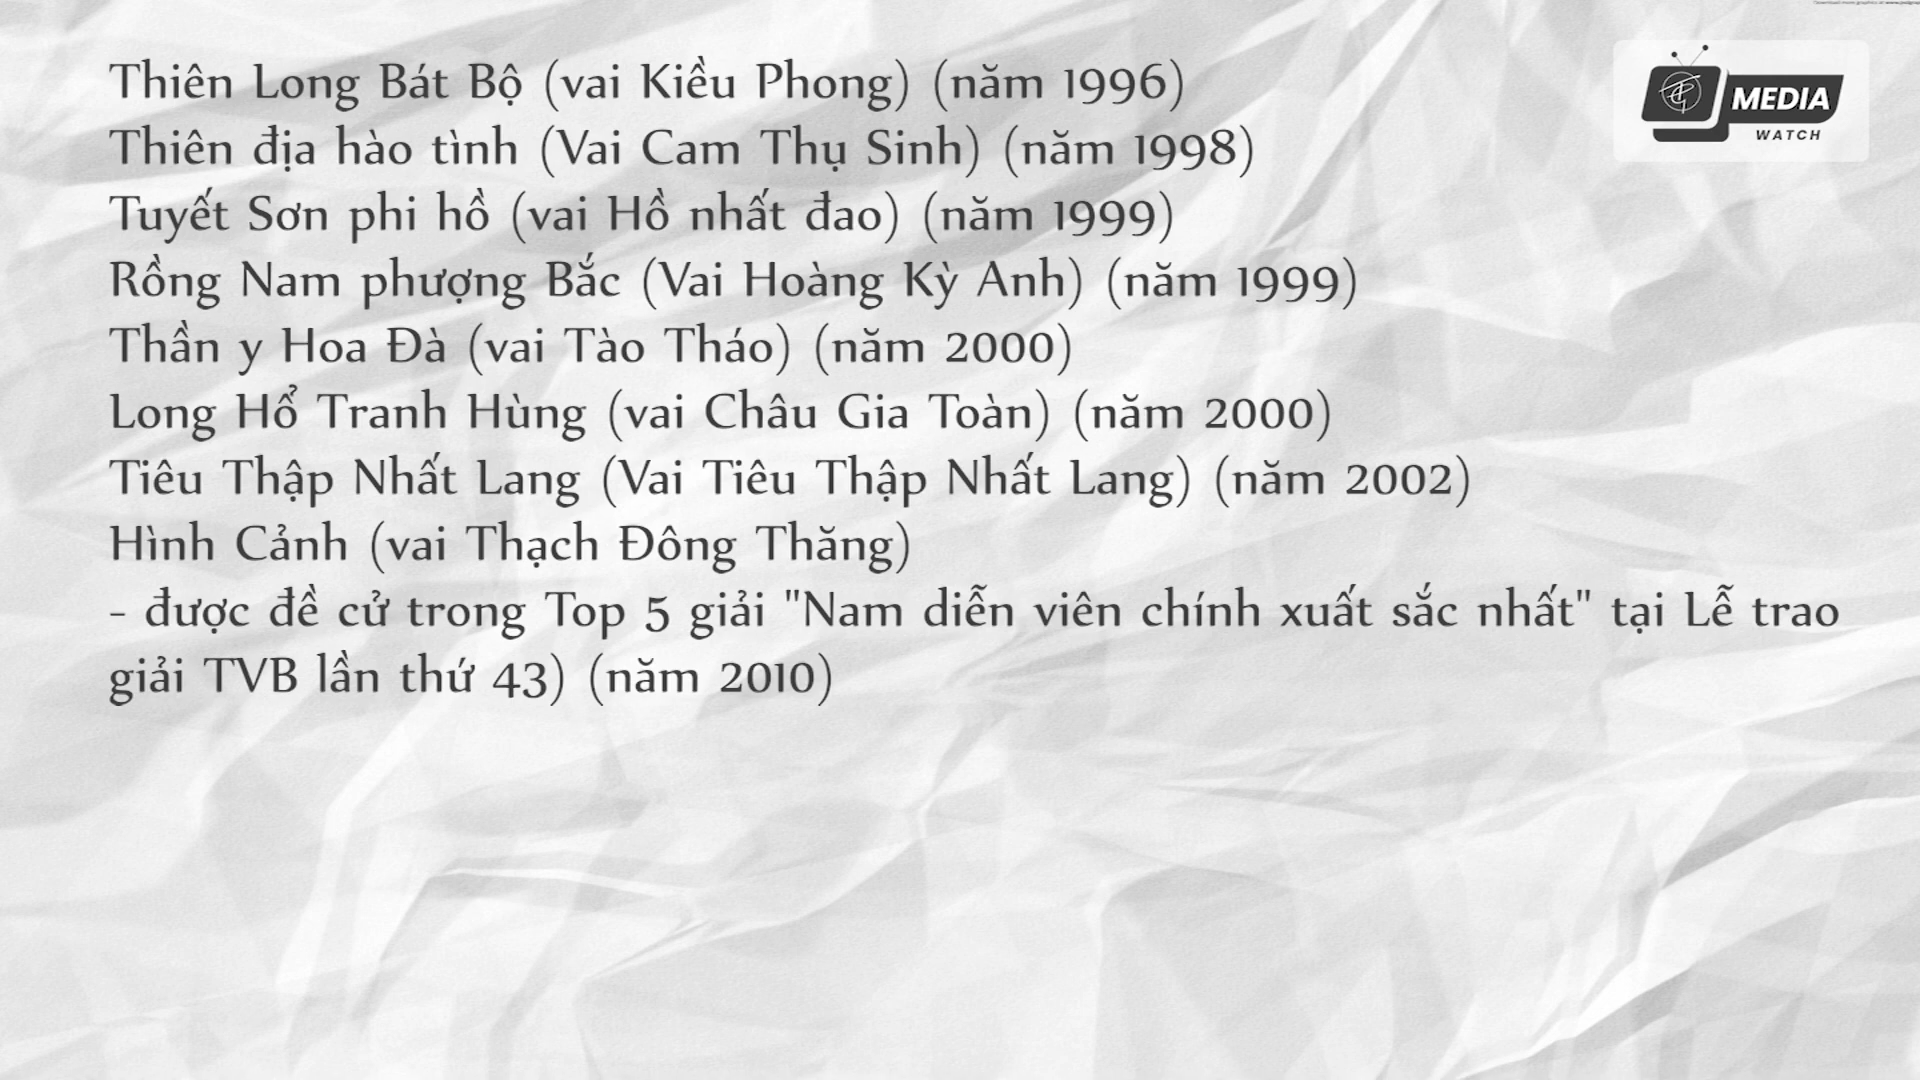 Thiên Long Bát Bộ (vai Kiều Phong) (năm 1996)
Thiên địa hào tình (Vai Cam Thụ Sinh) (năm 1998)
Tuyết Sơn phi hồ (vai Hồ nhất đao) (năm 1999)
Rồng Nam phượng Bắc (Vai Hoàng Kỳ Anh) (năm 1999)
Thần y Hoa Đà (vai Tào Tháo) (năm 2000)
Long Hổ Tranh Hùng (vai Châu Gia Toàn) (năm 2000)
Tiêu Thập Nhất Lang (Vai Tiêu Thập Nhất Lang) (năm 2002)
Hình Cảnh (vai Thạch Đông Thăng)
- được đề cử trong Top 5 giải "Nam diễn viên chính xuất sắc nhất" tại Lễ trao
giải TVB lần thứ 43) (năm 2010)
MEDIA
WATCH